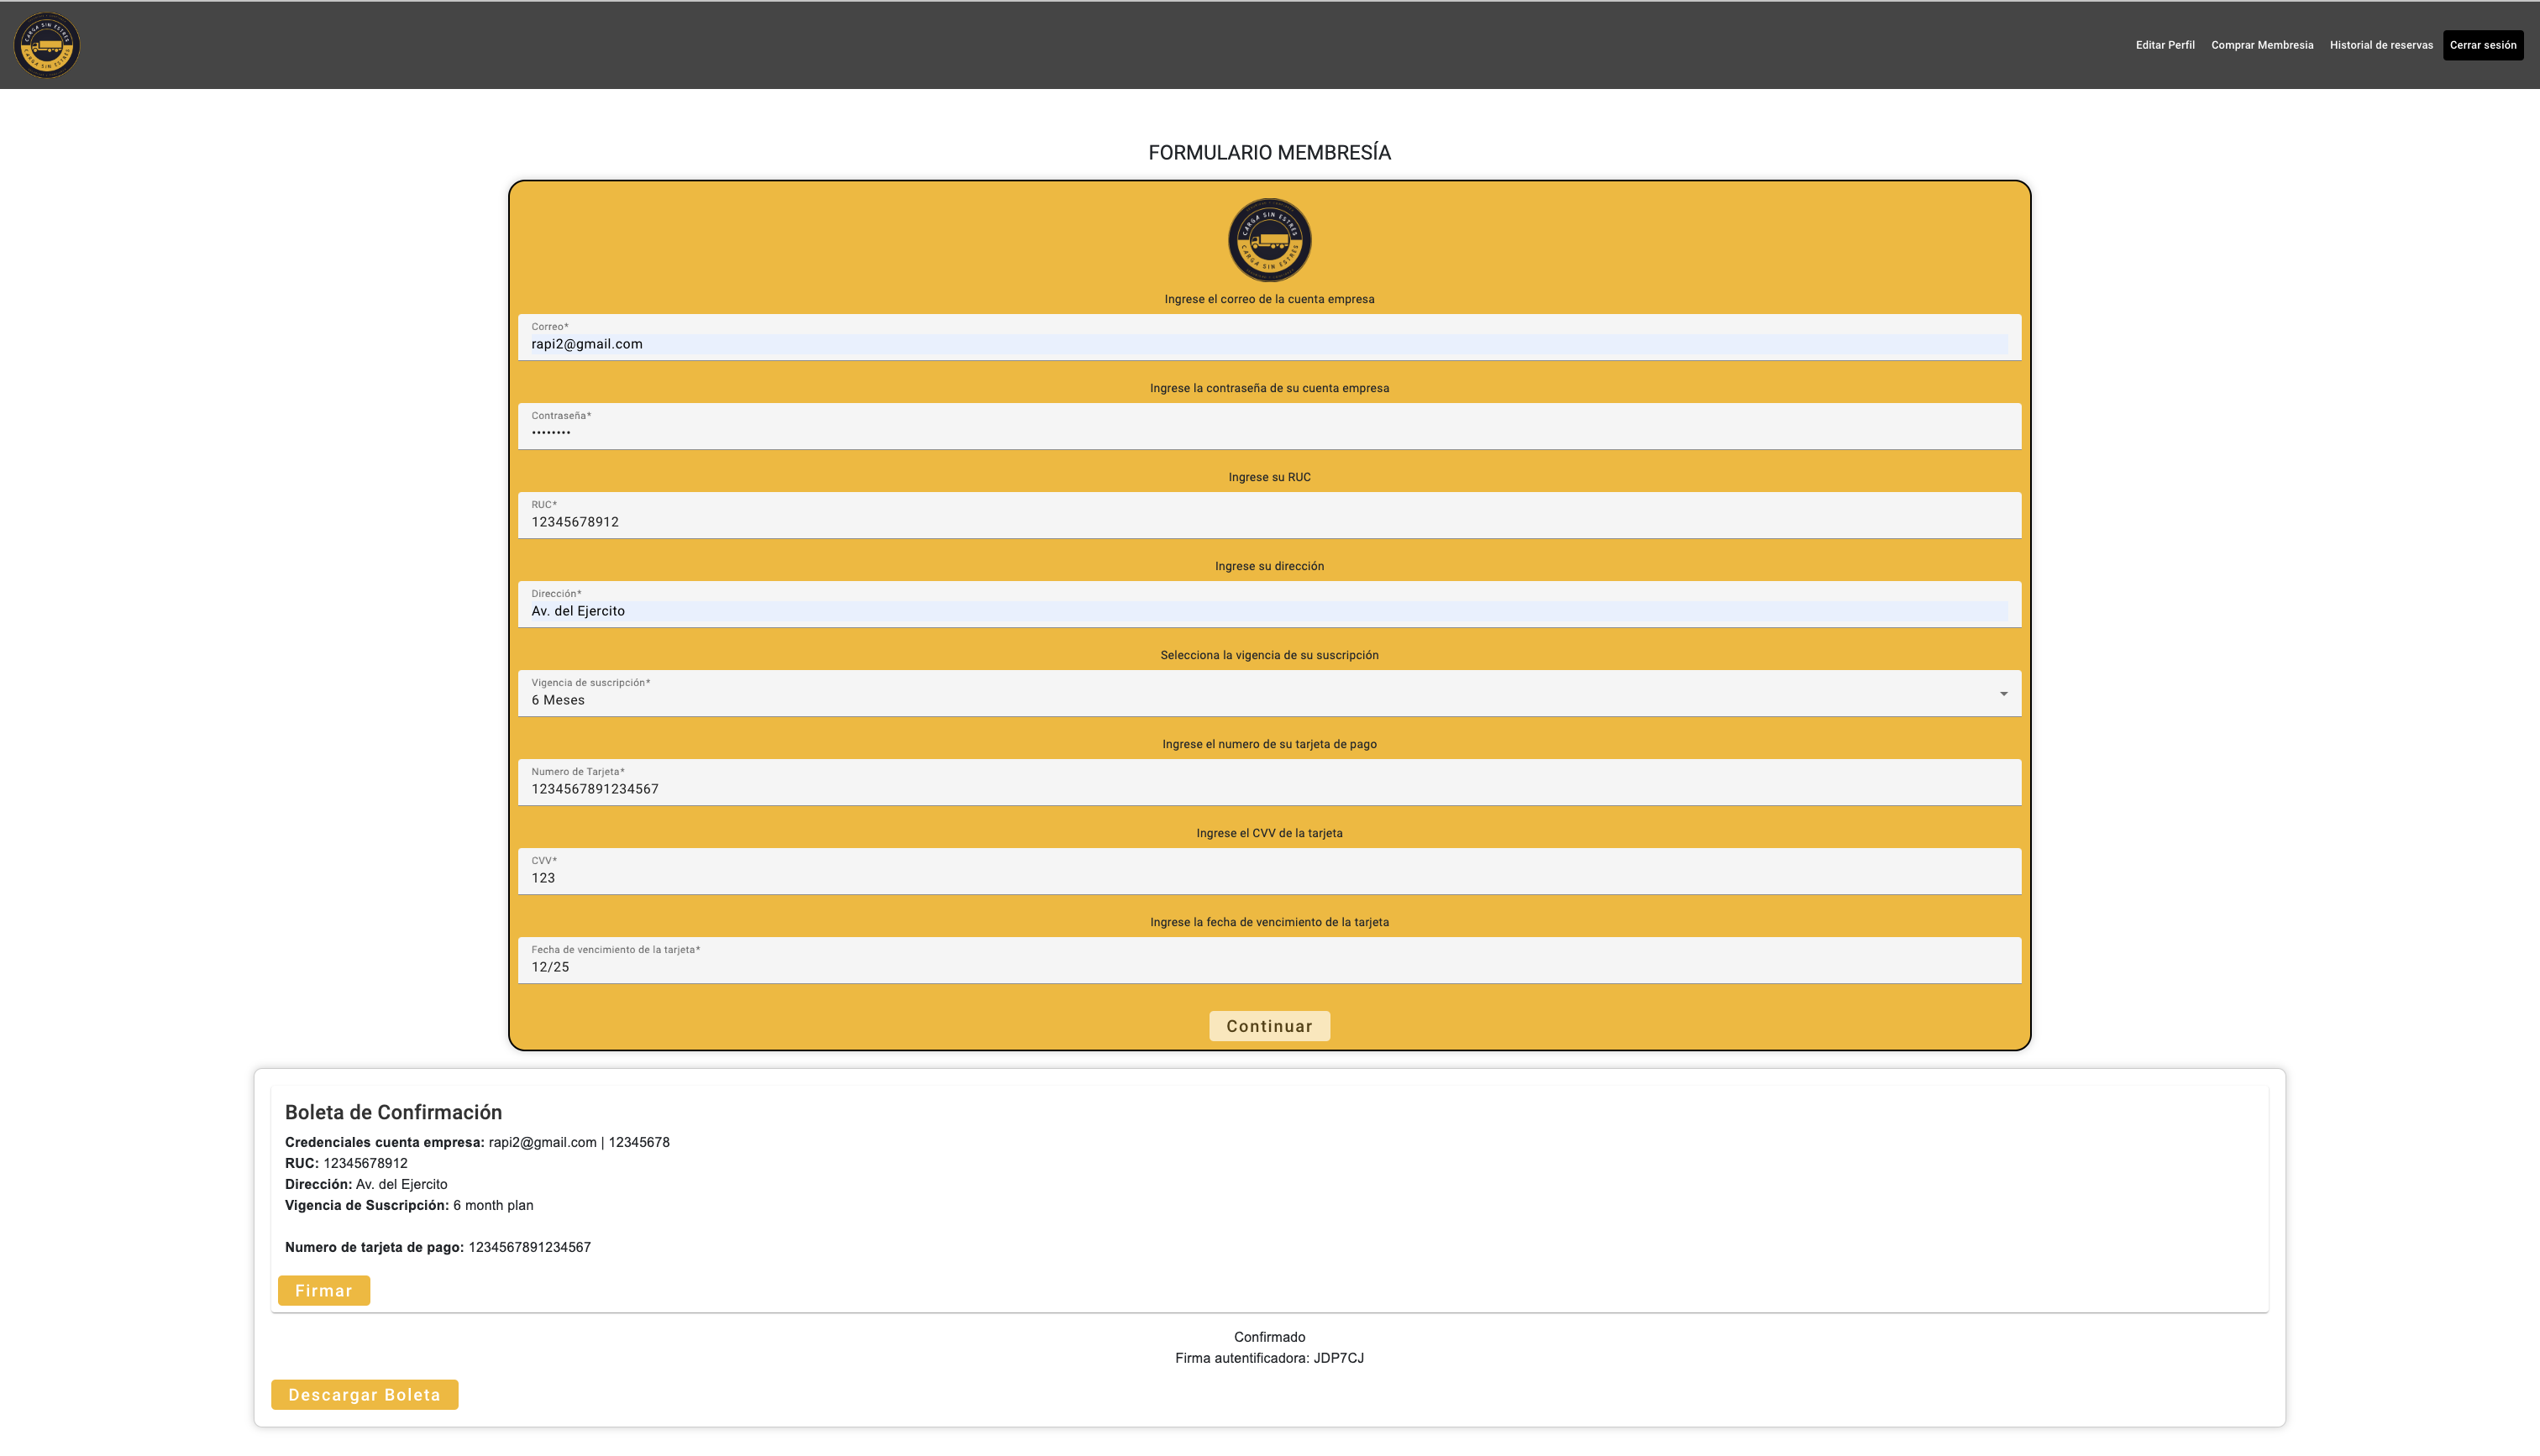 CARGA SIN ESTRÉS
CARGA SIN ESTRÉS
Editar Perfil Comprar Membresia Historial de reservas Cerrar sesión
FORMULARIO MEMBRESÍA
CARGA SIN ESTRÉS
CARGA SIN ESTRÉS
Ingrese el correo de la cuenta empresa
Correo*
rapi2@gmail.com
Ingrese la contraseña de su cuenta empresa
Contraseña*
••••••••
Ingrese su RUC
RUC*
12345678912
Ingrese su dirección
Dirección*
Av. del Ejercito
Selecciona la vigencia de su suscripción
Vigencia de suscripción*
6 Meses
Ingrese el numero de su tarjeta de pago
Numero de Tarjeta*
1234567891234567
Ingrese el CVV de la tarjeta
CVV*
123
Ingrese la fecha de vencimiento de la tarjeta
Fecha de vencimiento de la tarjeta*
12/25
Continuar
Boleta de Confirmación
Credenciales cuenta empresa: rapi2@gmail.com | 12345678
RUC: 12345678912
Dirección: Av. del Ejercito
Vigencia de Suscripción: 6 month plan
Numero de tarjeta de pago: 1234567891234567
Firmar
Confirmado
Firma autentificadora: JDP7CJ
Descargar Boleta